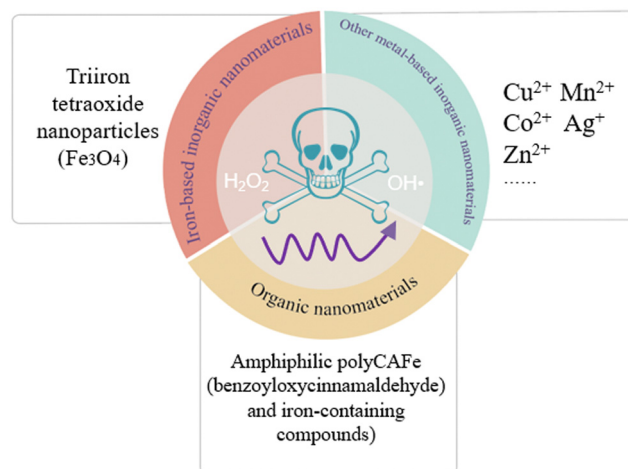 Iron-based inorganic nanomaterials
Other metal-based inorganic nanomaterials
Triiron
tetraoxide
nanoparticles
(Fe3O4)
Cu²⁺ Mn²⁺
Co²⁺ Ag⁺
Zn²⁺
......
H₂O₂
OH•
Organic nanomaterials
Amphiphilic polyCAFe
(benzoyloxycinnamaldehyde)
and iron-containing
compounds)